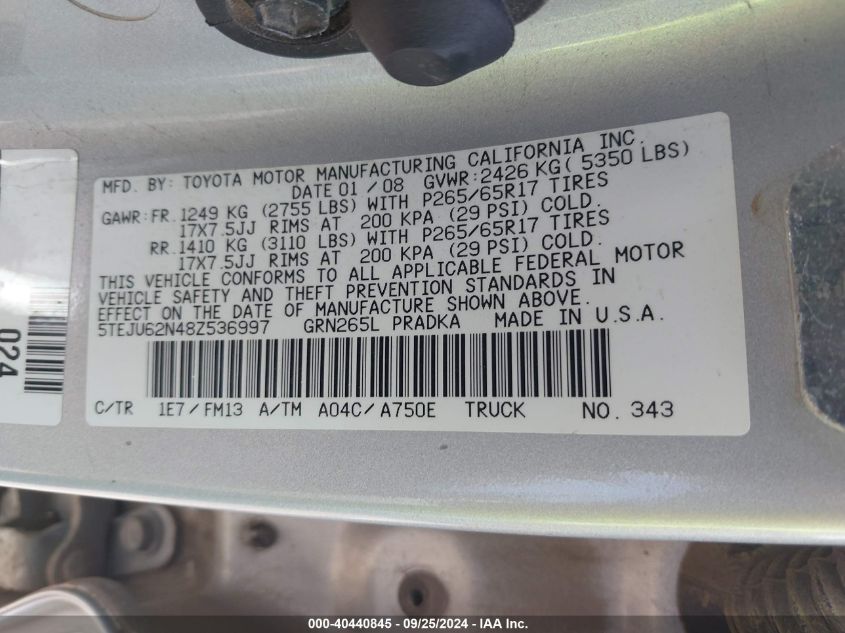 MFD. BY: TOYOTA MOTOR MANUFACTURING CALIFORNIA INC.
DATE 01 / 08 GVWR:2426 KG( 5350 LBS)
GAWR:FR.1249 KG (2755 LBS) WITH P265/65R17 TIRES
17X7.5JJ RIMS AT 200 KPA (29 PSI) COLD.
RR.1410 KG (3110 LBS) WITH P265/65R17 TIRES
17X7.5JJ RIMS AT 200 KPA (29 PSI) COLD.
THIS VEHICLE CONFORMS TO ALL APPLICABLE FEDERAL MOTOR
VEHICLE SAFETY AND THEFT PREVENTION STANDARDS IN
EFFECT ON THE DATE OF MANUFACTURE SHOWN ABOVE.
5TEJU62N48Z536997 GRN265L PRADKA MADE IN U.S.A.
C/TR 1E7/FM13 A/TM A04C/A750E TRUCK NO. 343
024
000-40440845 - 09/25/2024 - IAA Inc.